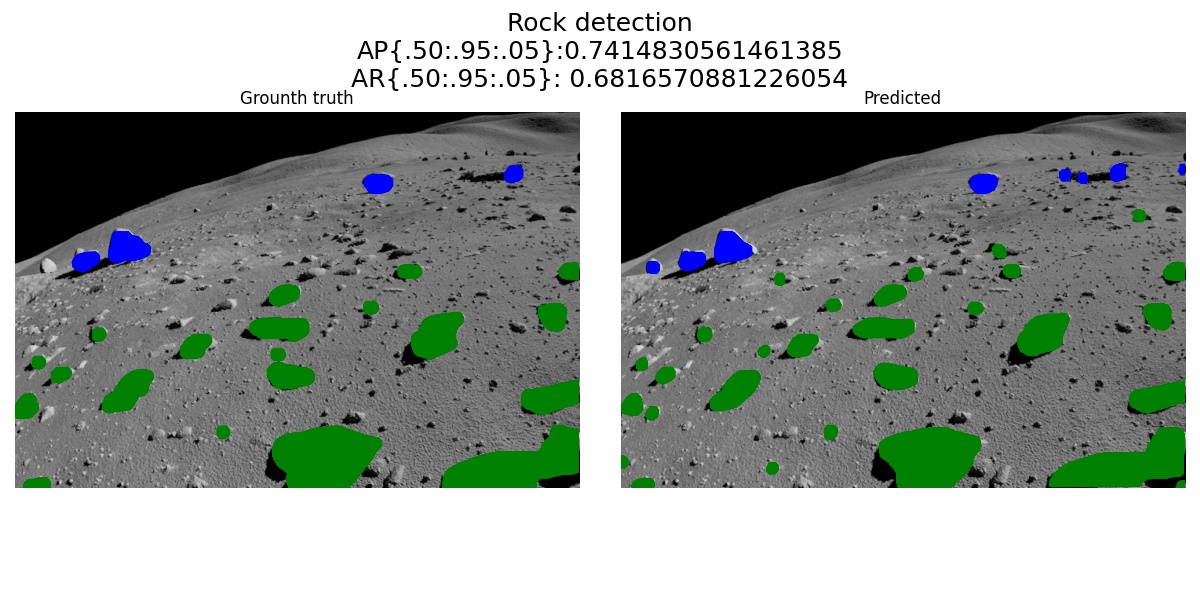 Rock detection
AP{.50:.95:.05}:0.7414830561461385
AR{.50:.95:.05}: 0.6816570881226054
Grounth truth
Predicted